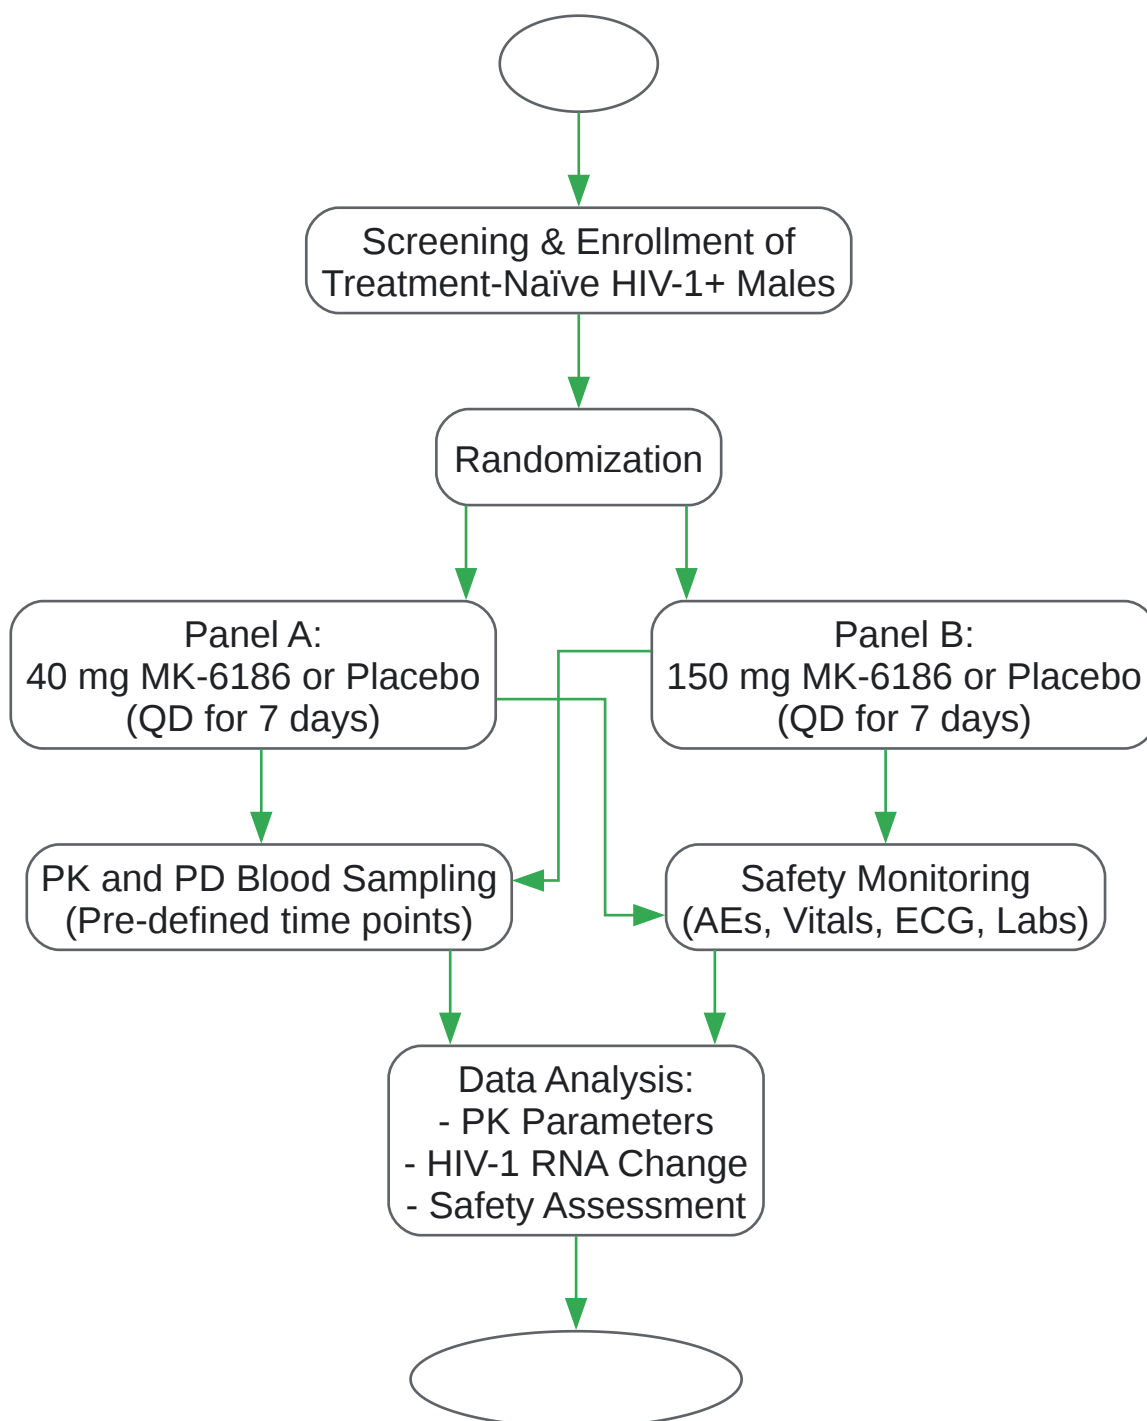 Screening & Enrollment of
Treatment-Naïve HIV-1+ Males
Randomization
Panel A:
40 mg MK-6186 or Placebo
(QD for 7 days)
Panel B:
150 mg MK-6186 or Placebo
(QD for 7 days)
PK and PD Blood Sampling
(Pre-defined time points)
Safety Monitoring
(AEs, Vitals, ECG, Labs)
Data Analysis:
- PK Parameters
- HIV-1 RNA Change
- Safety Assessment